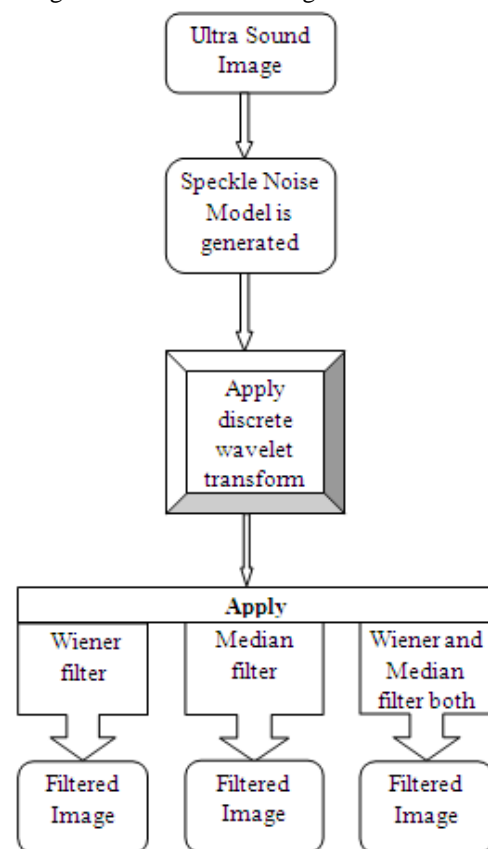 Ultra Sound
Image
Speckle Noise
Model is
generated
Apply
discrete
wavelet
transform
Apply
Wiener
filter
Median
filter
Wiener and
Median
filter both
Filtered
Image
Filtered
Image
Filtered
Image